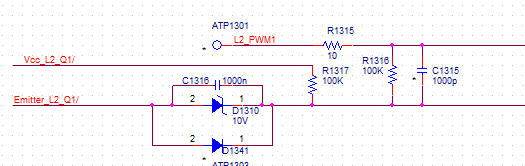 ATP1301
L2_PWM1
R1315
10
Vcc_L2_Q1/
C1316
1000n
R1317
100K
R1316
100K
C1315
1000p
Emitter_L2_Q1/
2
1
D1310
10V
2
1
D1341